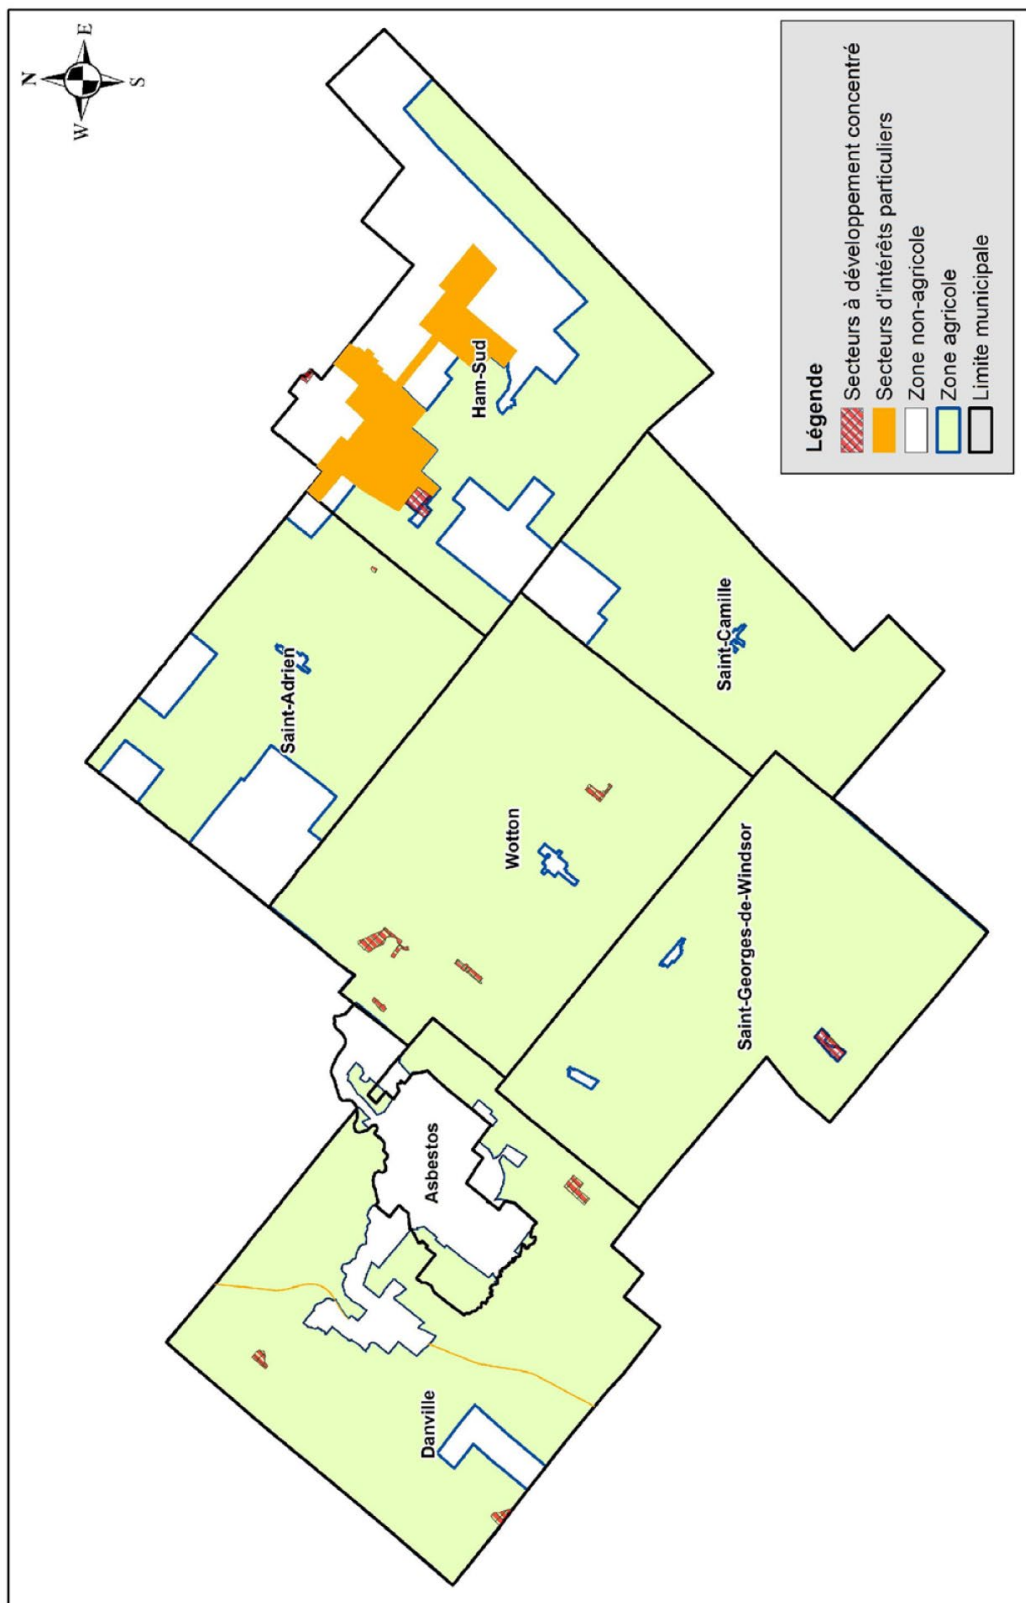 N
E
S
W
Danville
Asbestos
Saint-Adrien
Wotton
Ham-Sud
Saint-Camille
Saint-Georges-de-Windsor
Légende
Secteurs à développement concentré
Secteurs d'intérêts particuliers
Zone non-agricole
Zone agricole
Limite municipale